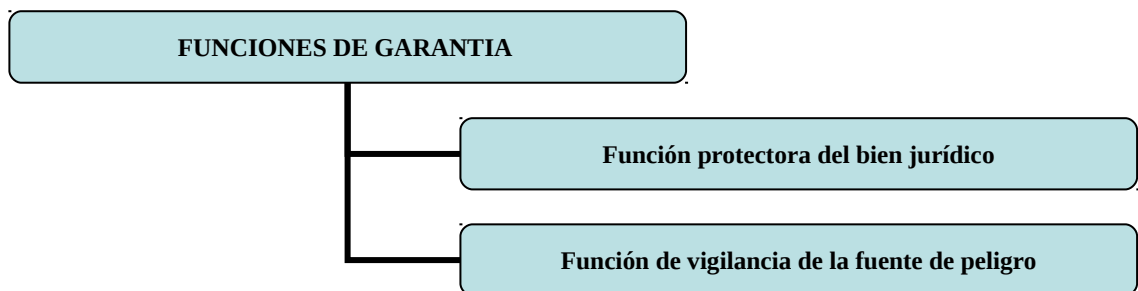 FUNCIONES DE GARANTIA
Función protectora del bien jurídico
Función de vigilancia de la fuente de peligro